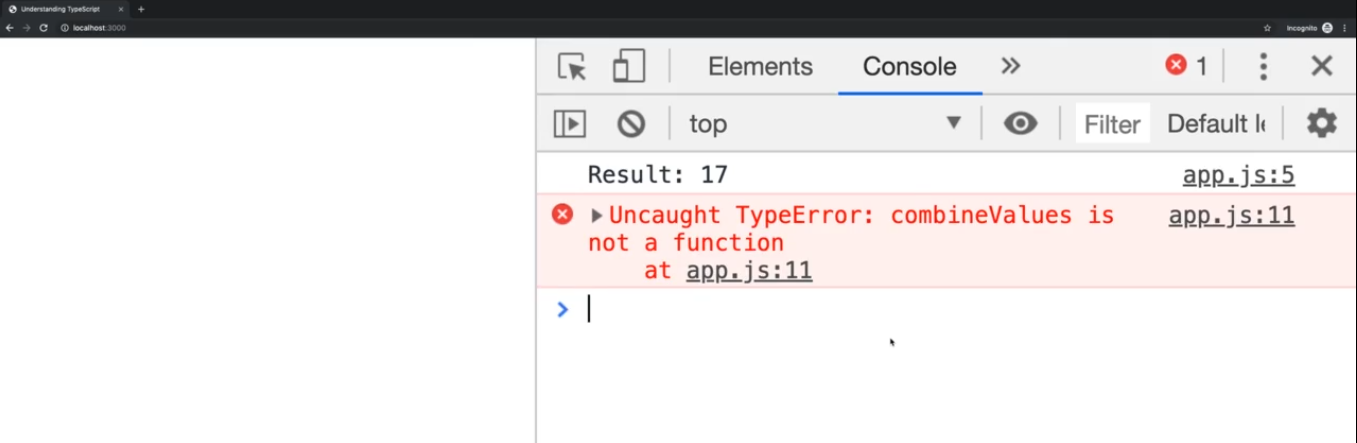 Understanding TypeScript
localhost:3000
Incognito
Elements Console 1
top Filter Default le
Result: 17 app.js:5
Uncaught TypeError: combineValues is app.js:11
not a function
at app.js:11